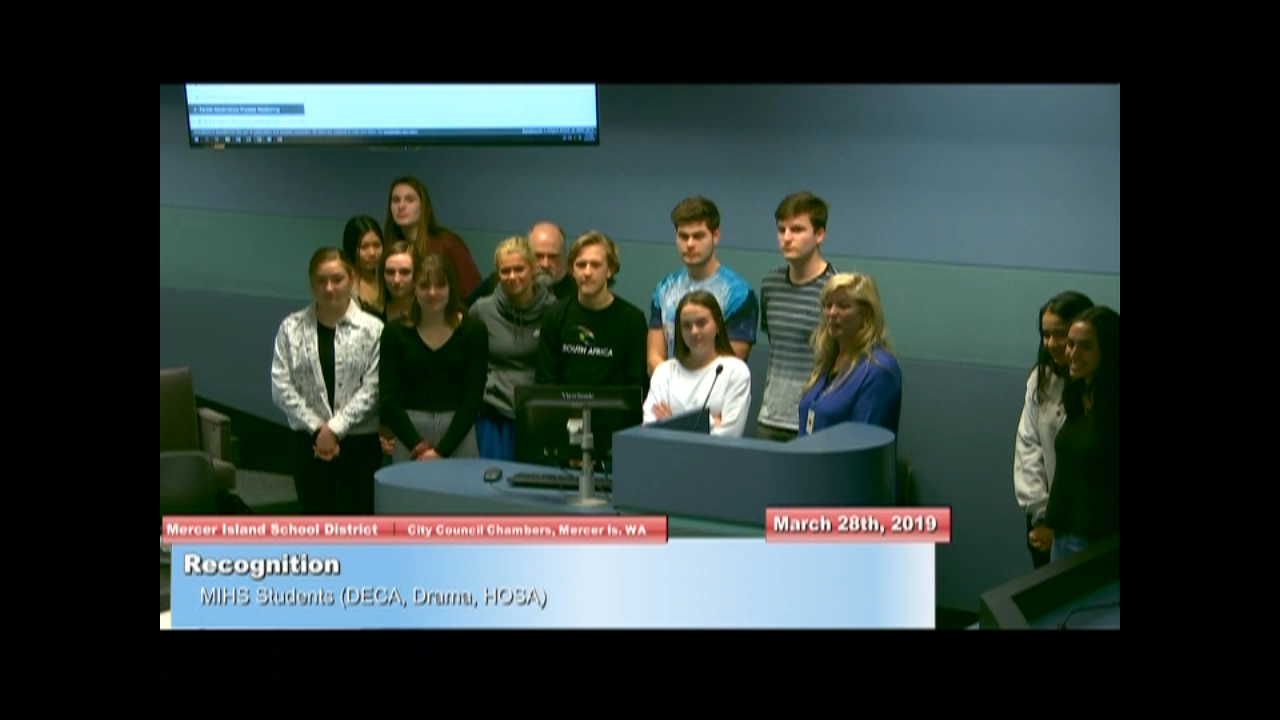 SOUTH AFRICA
ViewSonic
Mercer Island School District | City Council Chambers, Mercer Is. WA
March 28th, 2019
Recognition
MIHS Students (DECA, Drama, HOSA)